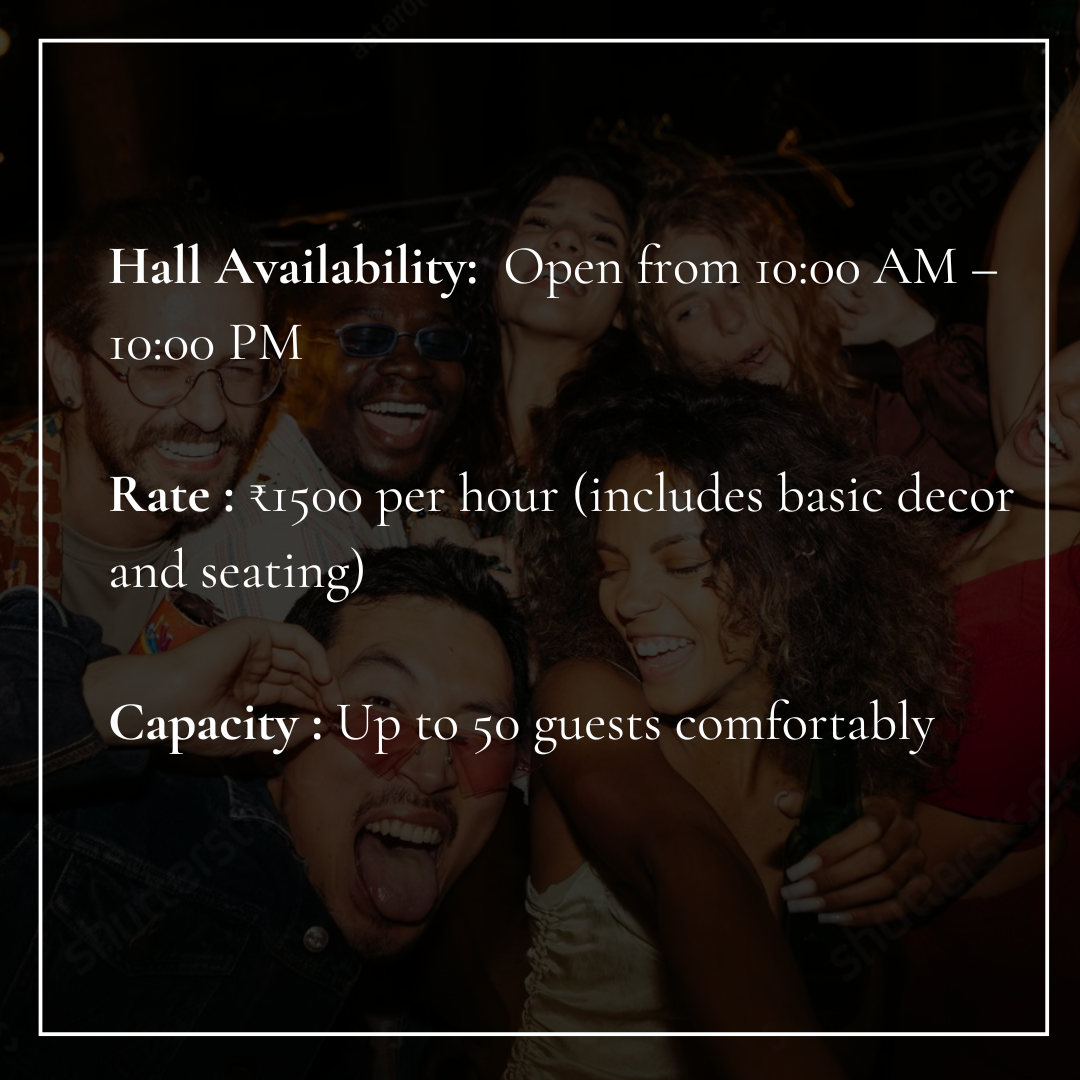 Hall Availability:  Open from 10:00 AM –
10:00 PM
Rate : ₹1500 per hour (includes basic decor
and seating)
Capacity : Up to 50 guests comfortably